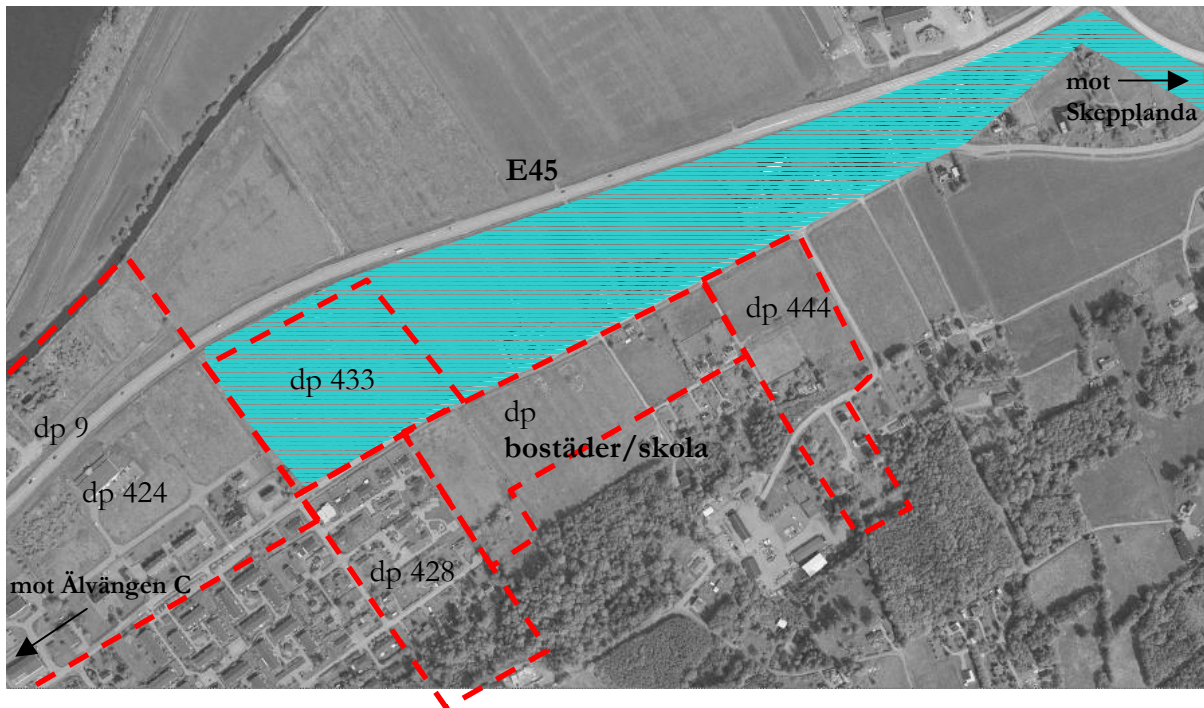 mot
Skepplanda
E45
dp 444
dp 433
dp
bostäder/skola
dp 9
dp 424
dp 428
mot Älvängen C